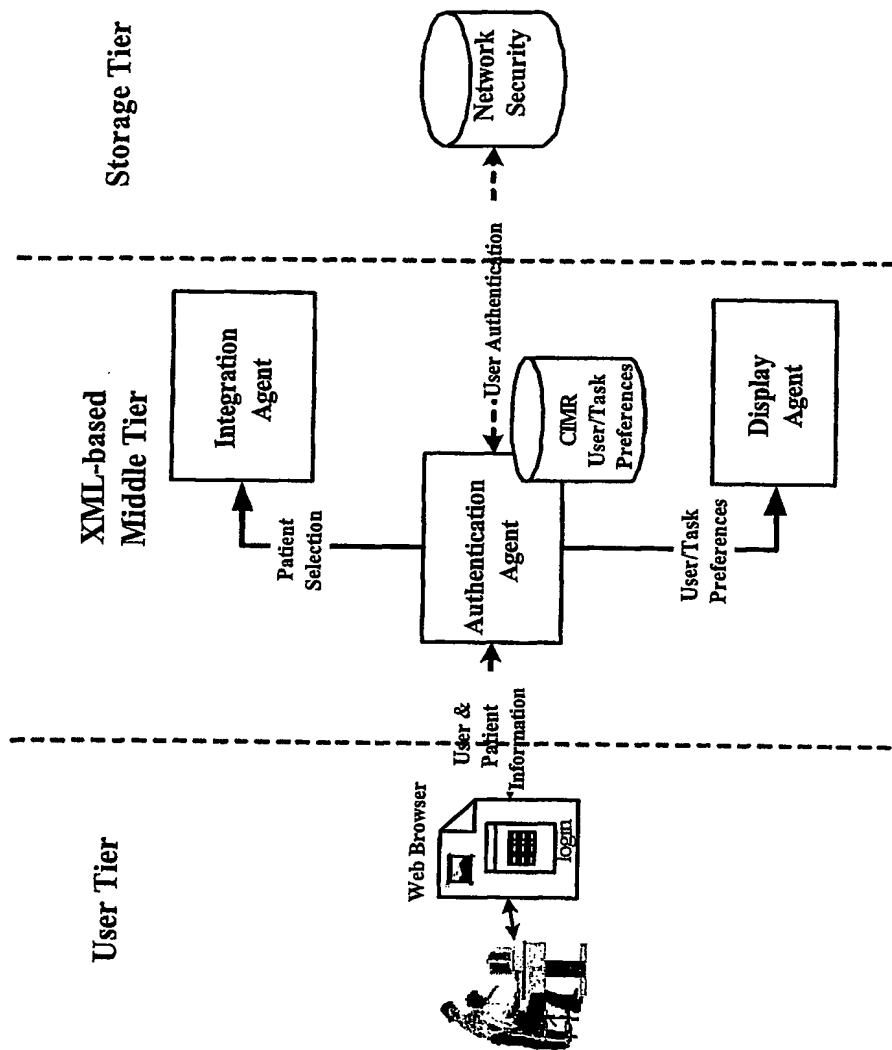 User Tier
XML-based
Middle Tier
Storage Tier
Web Browser
login
User &
Patient
Information
Patient
Selection
Integration
Agent
Authentication
Agent
User Authentication
CIMR
User/Task
Preferences
Network
Security
User/Task
Preferences
Display
Agent